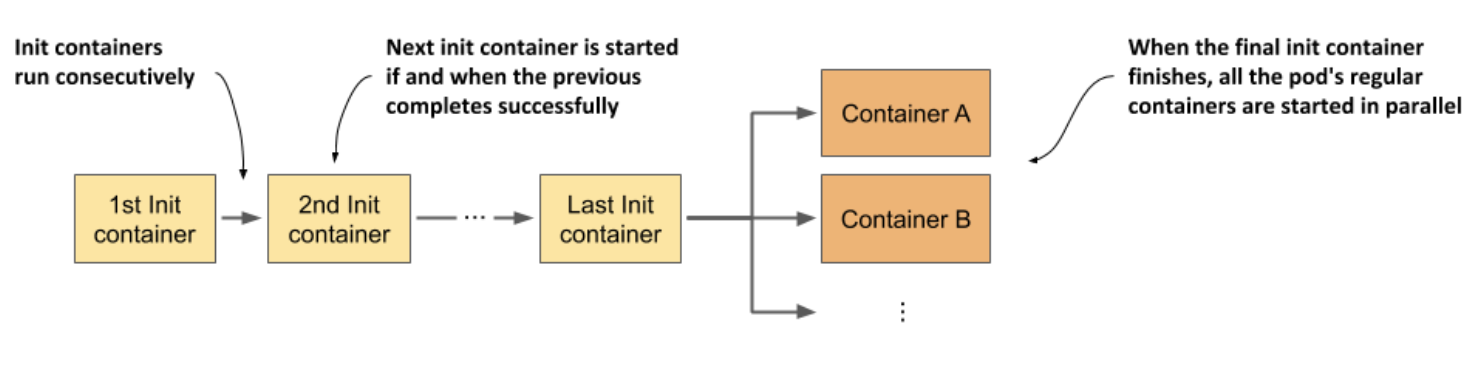 Init containers
run consecutively
Next init container is started
if and when the previous
completes successfully
When the final init container
finishes, all the pod's regular
containers are started in parallel
1st Init
container
2nd Init
container
...
Last Init
container
Container A
Container B
⋮